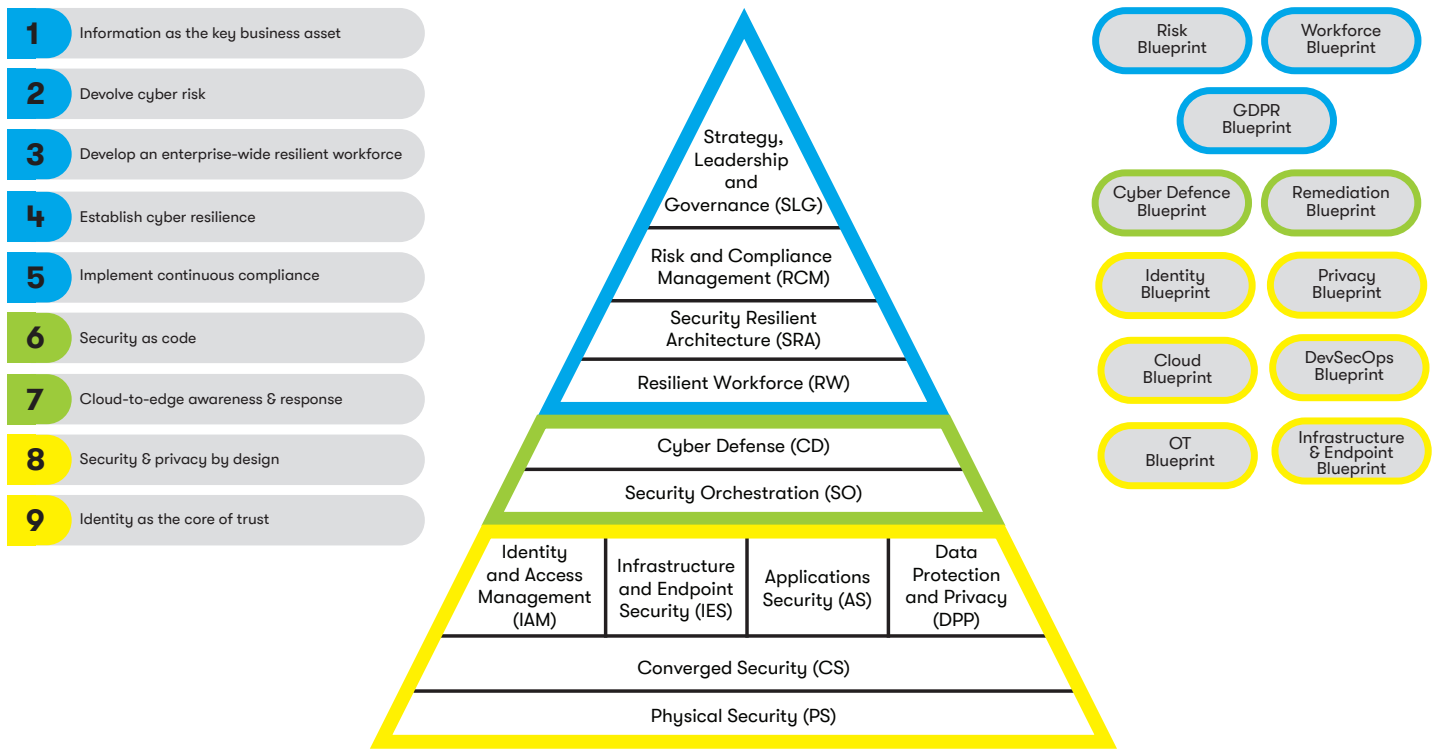 1 Information as the key business asset
2 Devolve cyber risk
3 Develop an enterprise-wide resilient workforce
4 Establish cyber resilience
5 Implement continuous compliance
6 Security as code
7 Cloud-to-edge awareness & response
8 Security & privacy by design
9 Identity as the core of trust
Strategy,
Leadership
and
Governance (SLG)
Risk and Compliance
Management (RCM)
Security Resilient
Architecture (SRA)
Resilient Workforce (RW)
Cyber Defense (CD)
Security Orchestration (SO)
Identity
and Access
Management
(IAM)
Infrastructure
and Endpoint
Security (IES)
Applications
Security (AS)
Data
Protection
and Privacy
(DPP)
Converged Security (CS)
Physical Security (PS)
Risk
Blueprint
Workforce
Blueprint
GDPR
Blueprint
Cyber Defence
Blueprint
Remediation
Blueprint
Identity
Blueprint
Privacy
Blueprint
Cloud
Blueprint
DevSecOps
Blueprint
OT
Blueprint
Infrastructure
& Endpoint
Blueprint